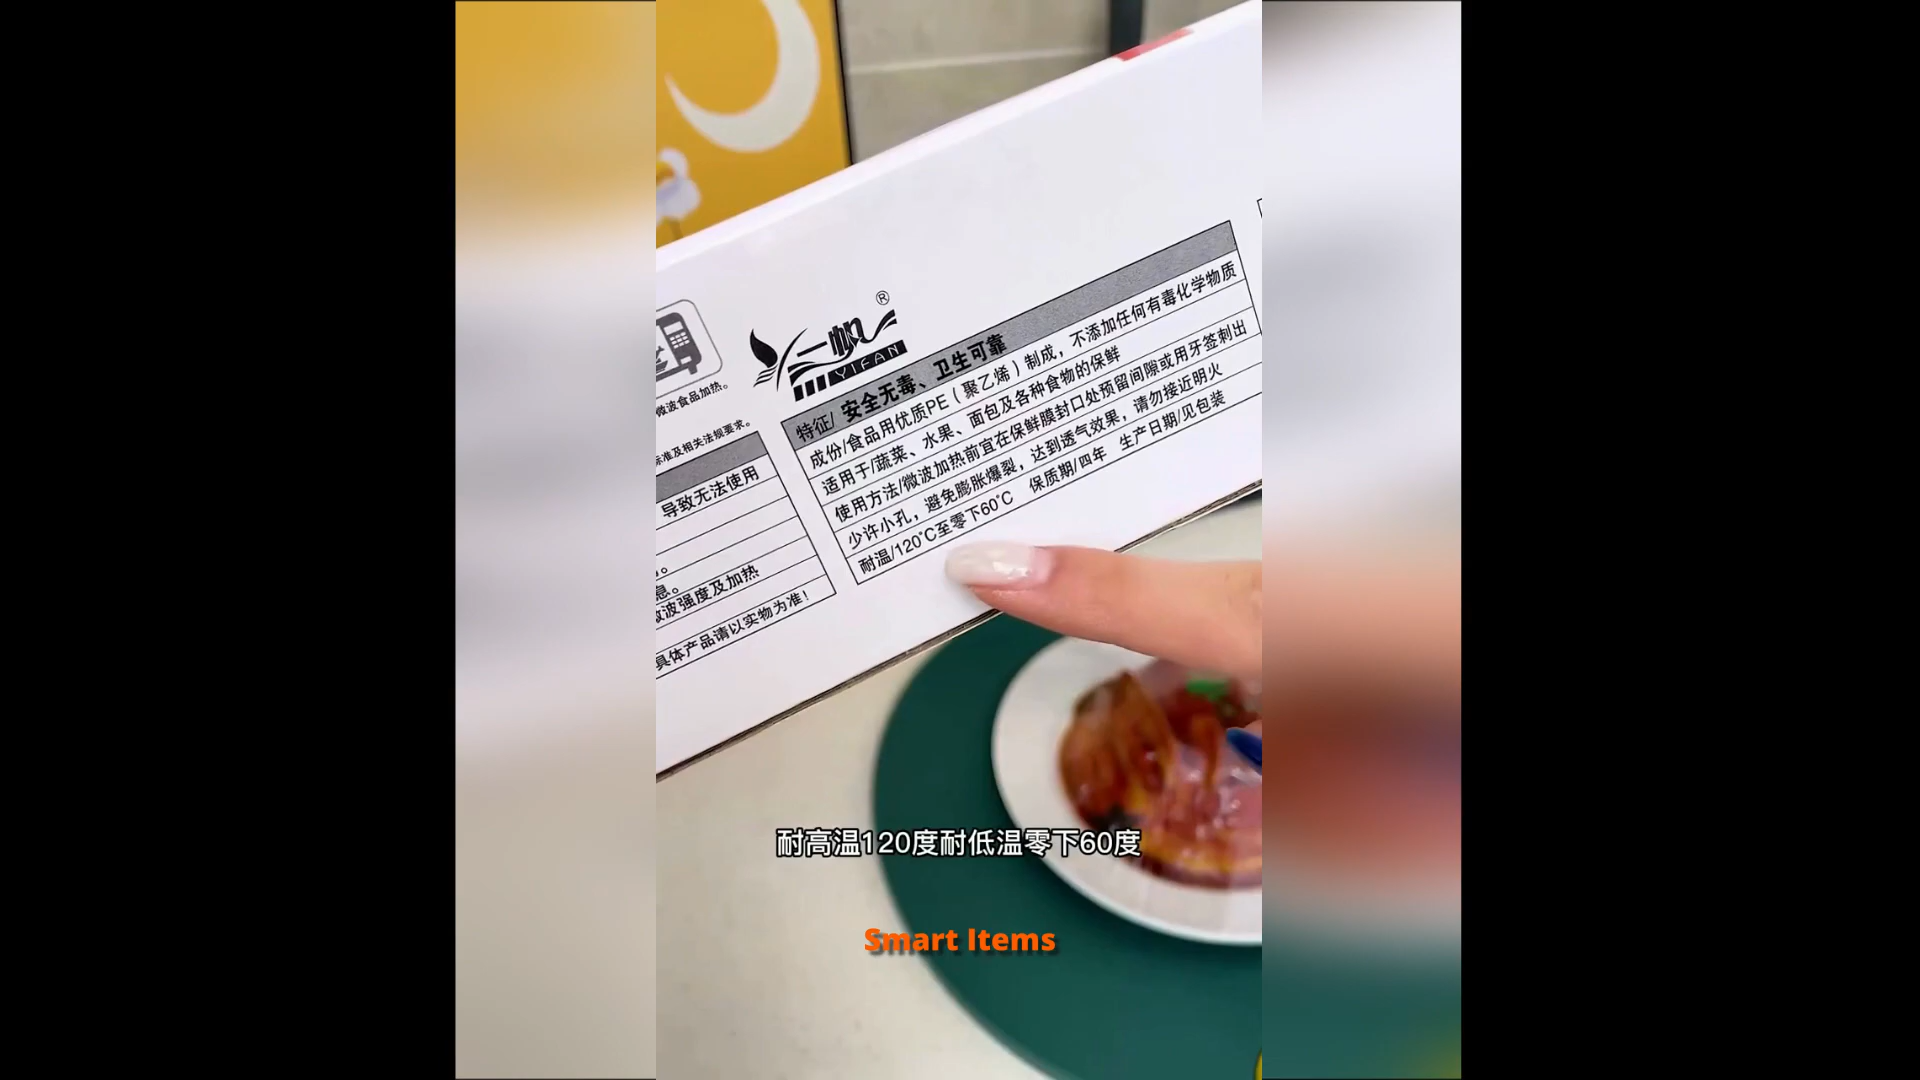 ®
一帆
YIFAN
微波食品加热。
标准及相关法规要求。
导致无法使用
。
息。
微波强度及加热
具体产品请以实物为准！
特征/ 安全无毒、卫生可靠
成份/食品用优质PE（聚乙烯）制成，不添加任何有毒化学物质
适用于/蔬菜、水果、面包及各种食物的保鲜
使用方法/微波加热前宜在保鲜膜封口处预留间隙或用牙签刺出
少许小孔，避免膨胀爆裂，达到透气效果，请勿接近明火
耐温/120℃至零下60℃ 保质期/四年 生产日期/见包装
耐高温120度耐低温零下60度
Smart Items